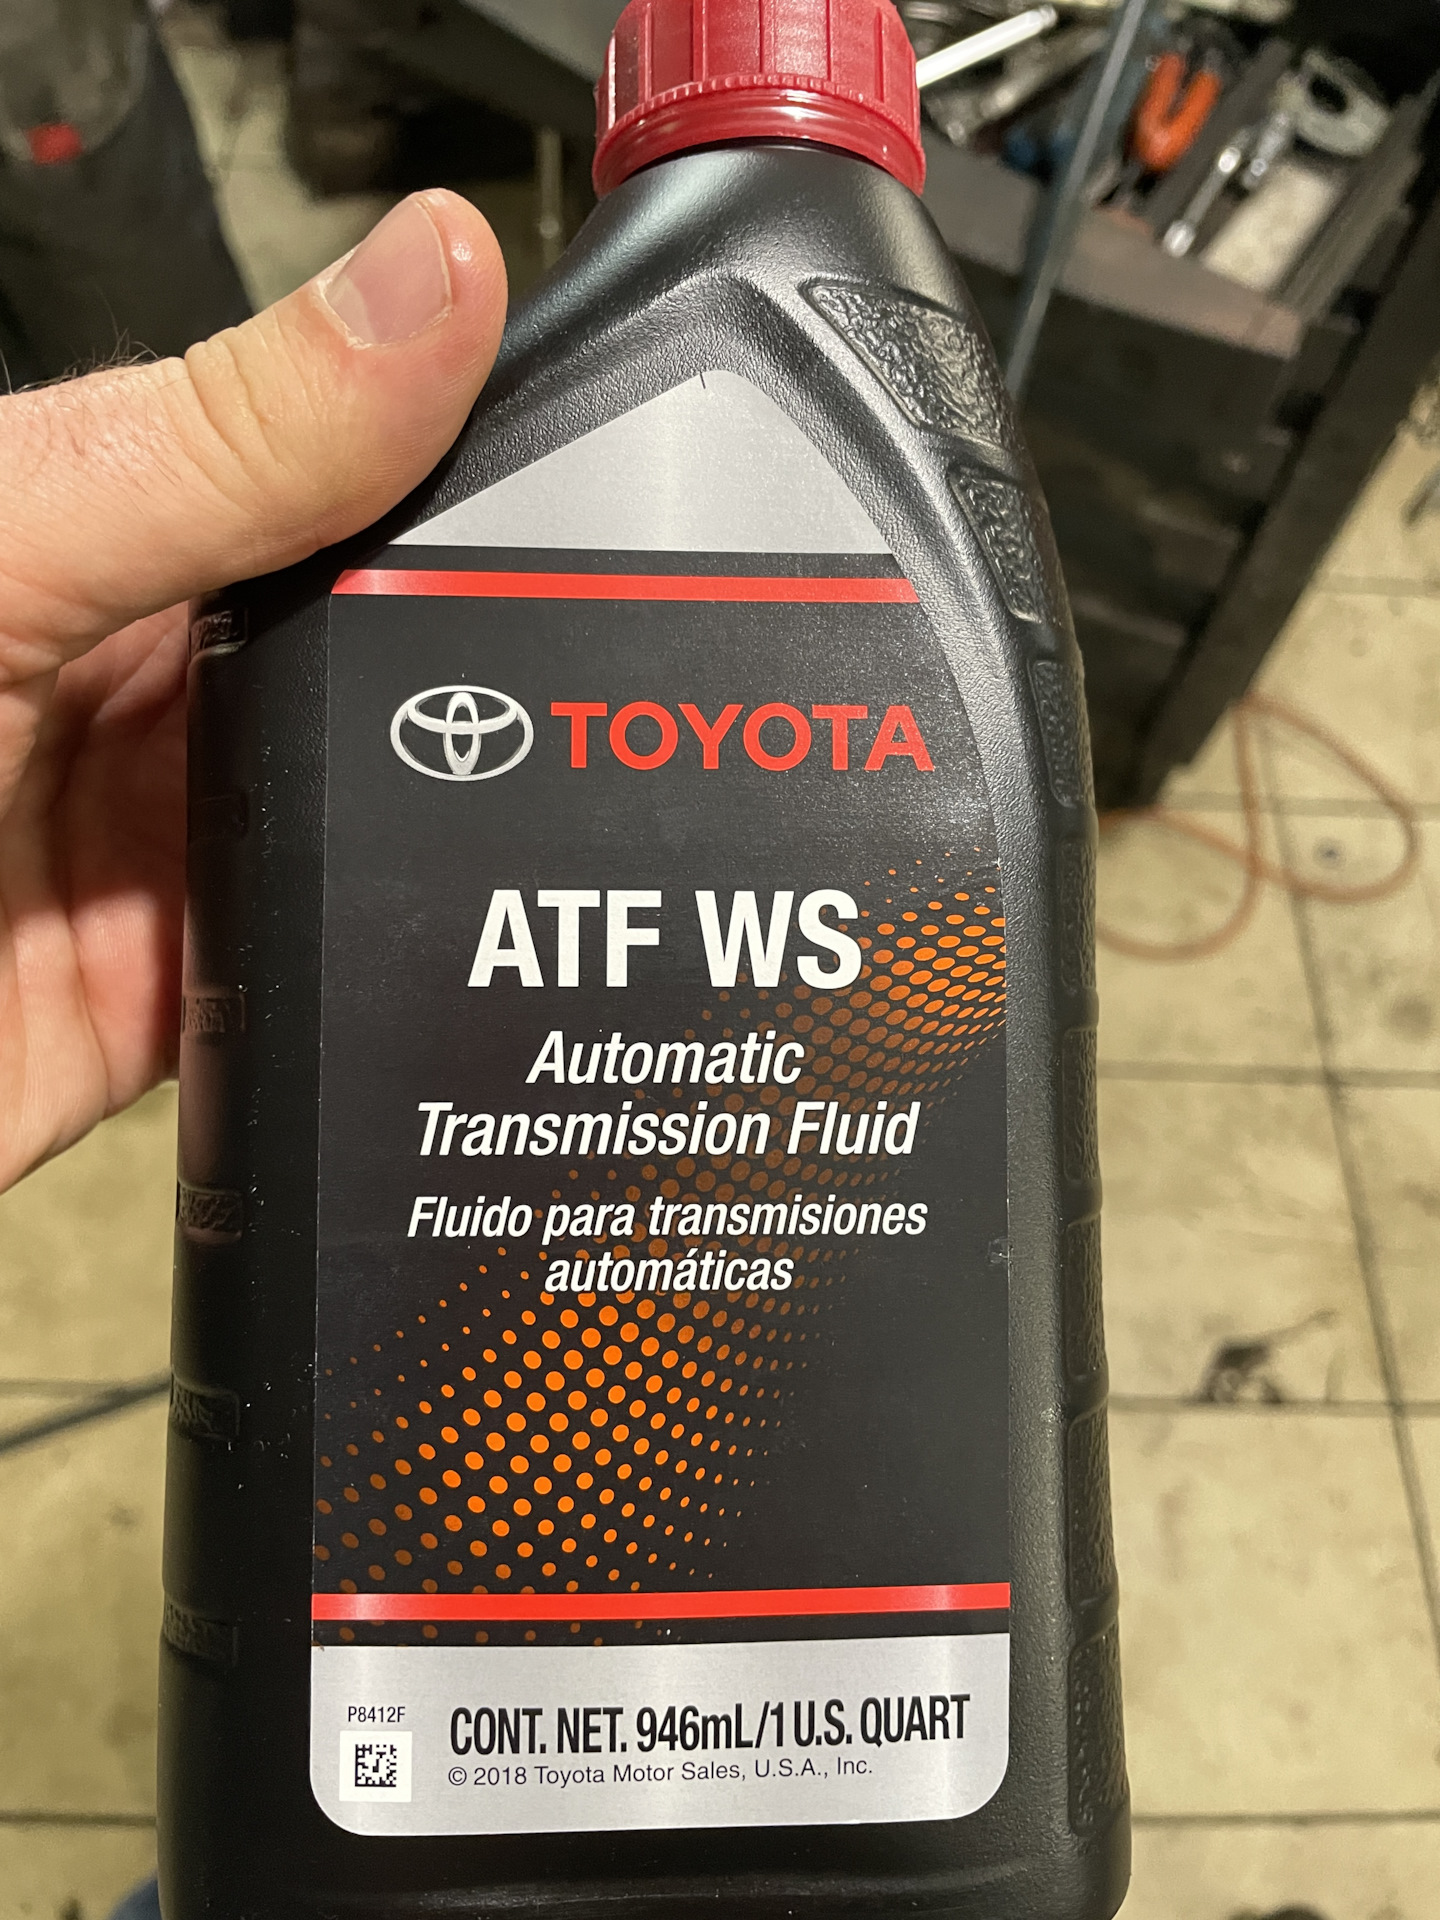 TOYOTA
ATF WS
Automatic
Transmission Fluid
Fluido para transmisiones
automáticas
P8412F
CONT. NET. 946mL/1 U.S. QUART
© 2018 Toyota Motor Sales, U.S.A., Inc.